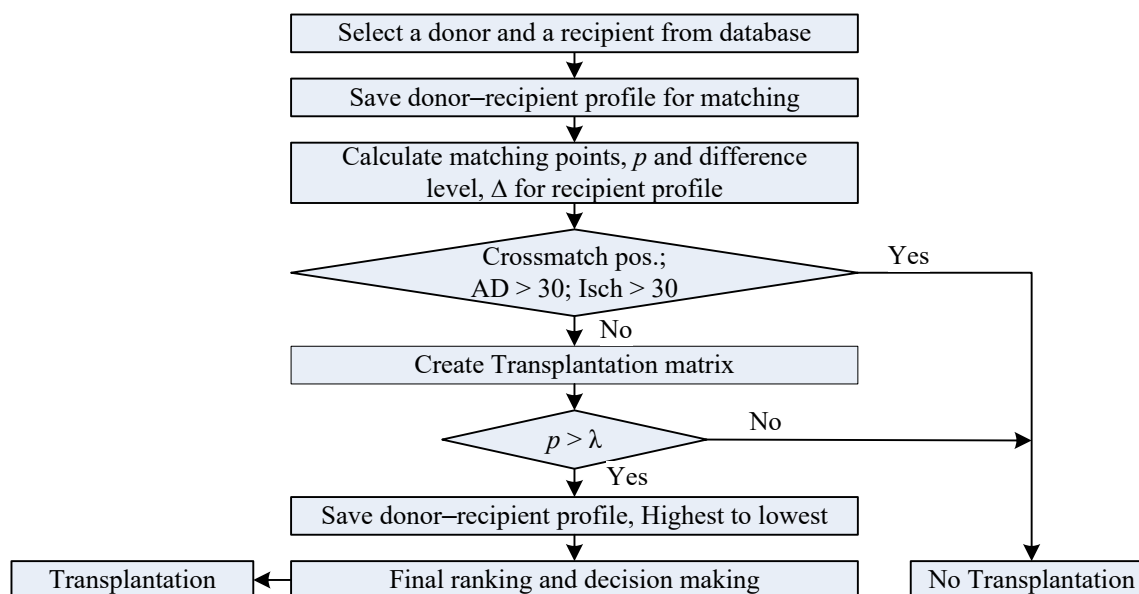 Select a donor and a recipient from database
Save donor–recipient profile for matching
Calculate matching points, p and difference
level, Δ for recipient profile
Crossmatch pos.;
AD > 30; Isch > 30
Yes
No
Create Transplantation matrix
p > λ
No
Yes
Save donor–recipient profile, Highest to lowest
Transplantation
Final ranking and decision making
No Transplantation